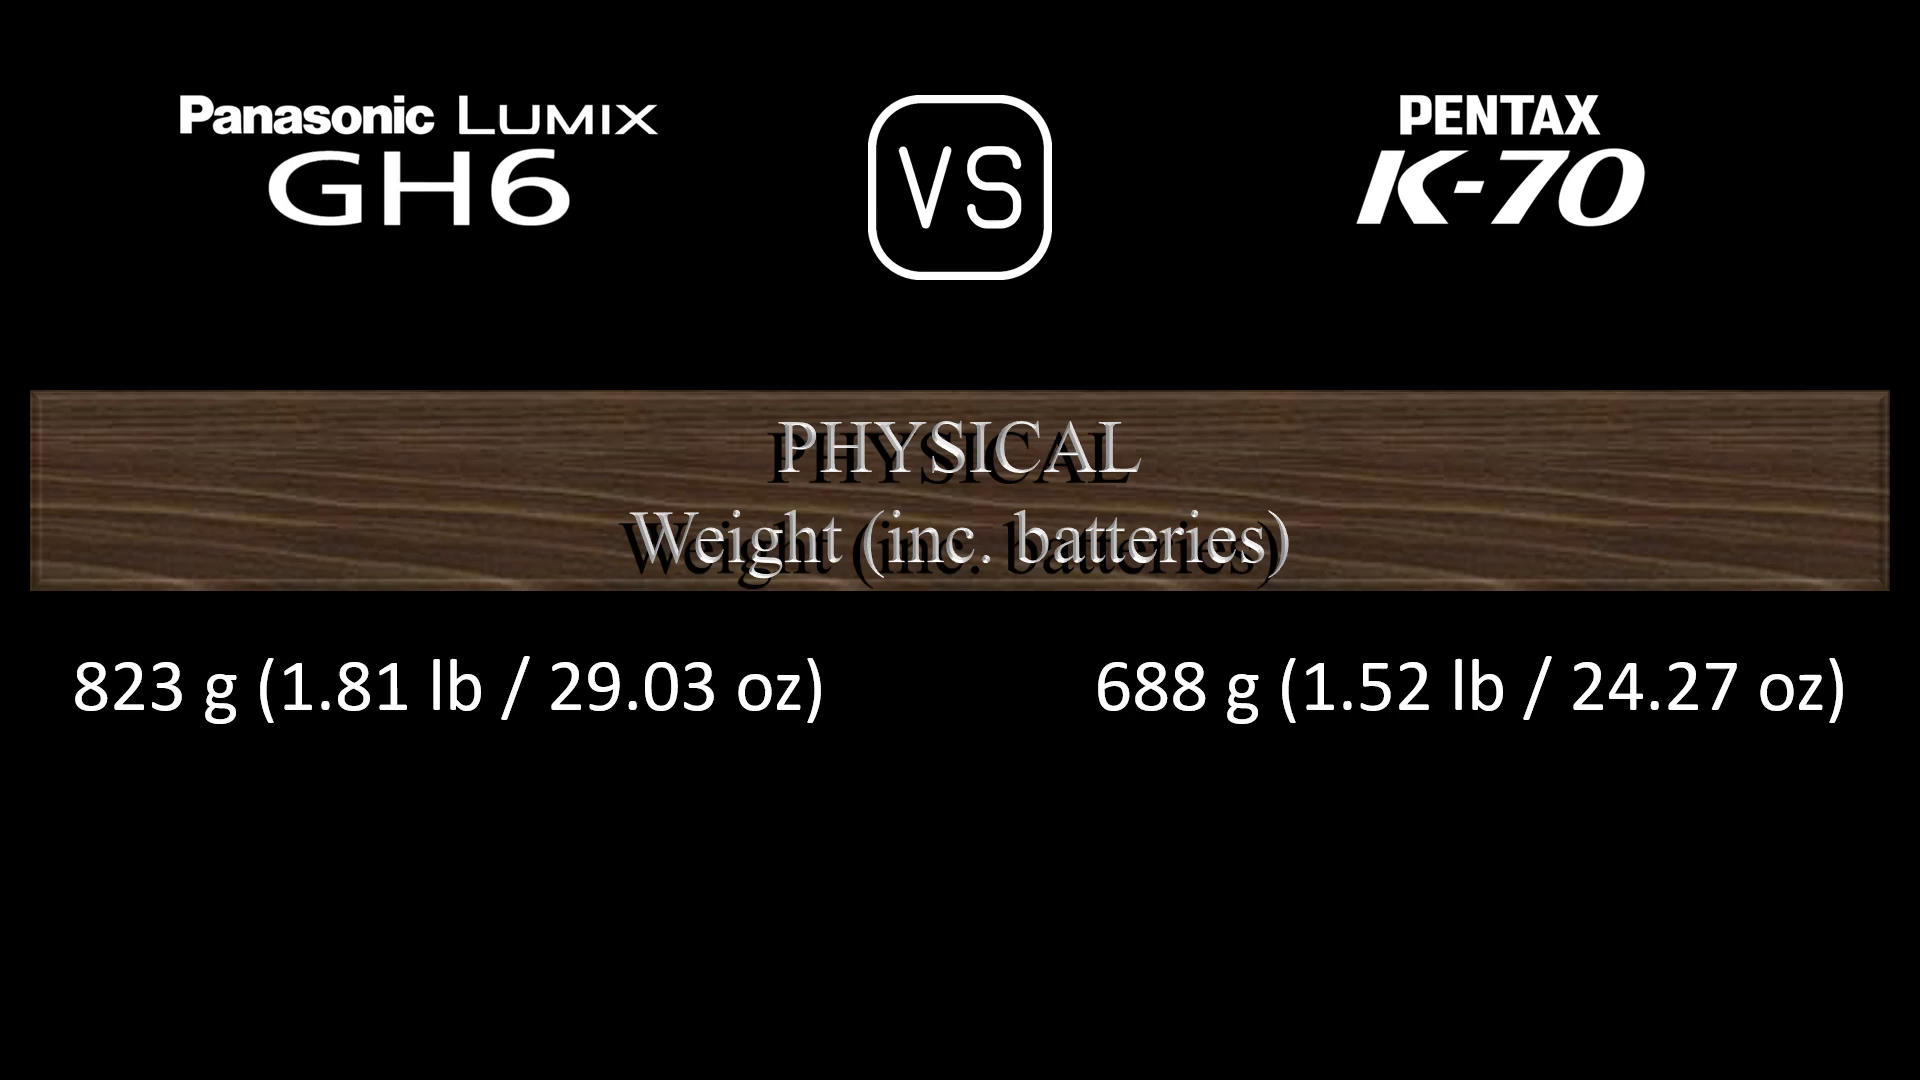 Panasonic LUMIX
GH6
VS
PENTAX
K-70
PHYSICAL
Weight (inc. batteries)
823 g (1.81 lb / 29.03 oz)
688 g (1.52 lb / 24.27 oz)